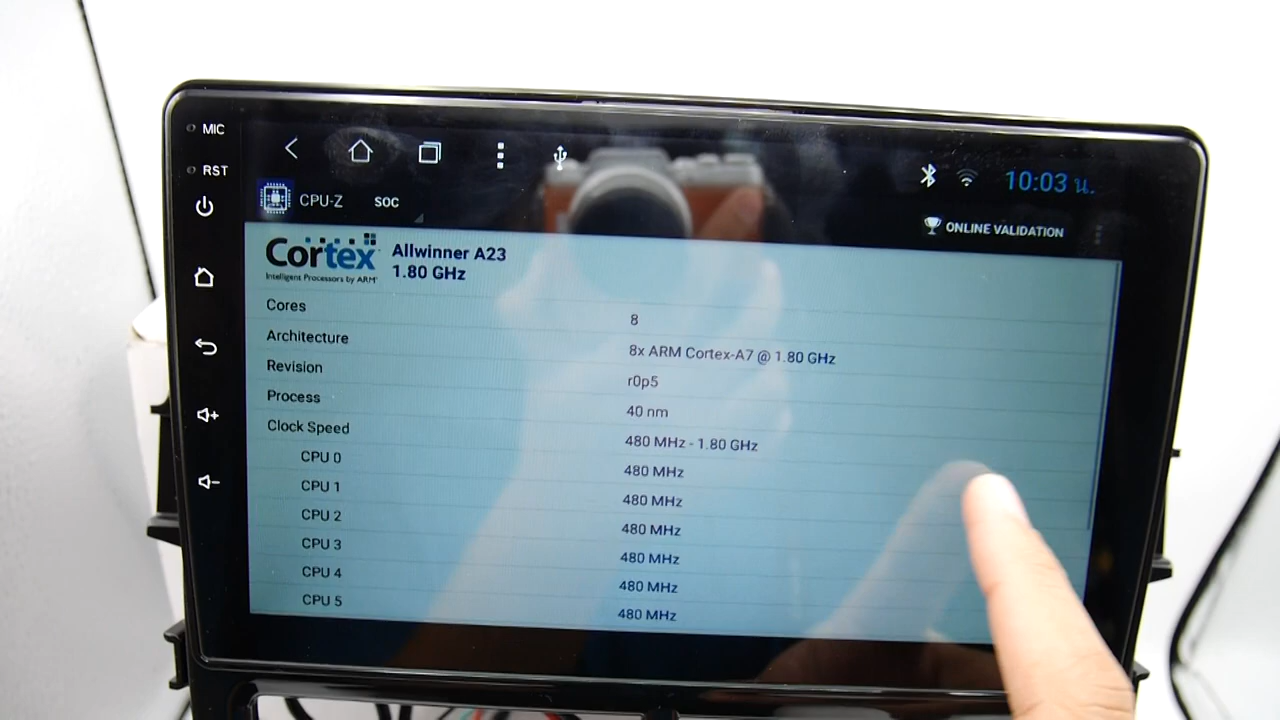 MIC
RST
10:03 น.
CPU-Z SOC
ONLINE VALIDATION
Cortex
Intelligent Processors by ARM
Allwinner A23
1.80 GHz
Cores 8
Architecture 8x ARM Cortex-A7 @ 1.80 GHz
Revision r0p5
Process 40 nm
Clock Speed 480 MHz - 1.80 GHz
CPU 0 480 MHz
CPU 1 480 MHz
CPU 2 480 MHz
CPU 3 480 MHz
CPU 4 480 MHz
CPU 5 480 MHz